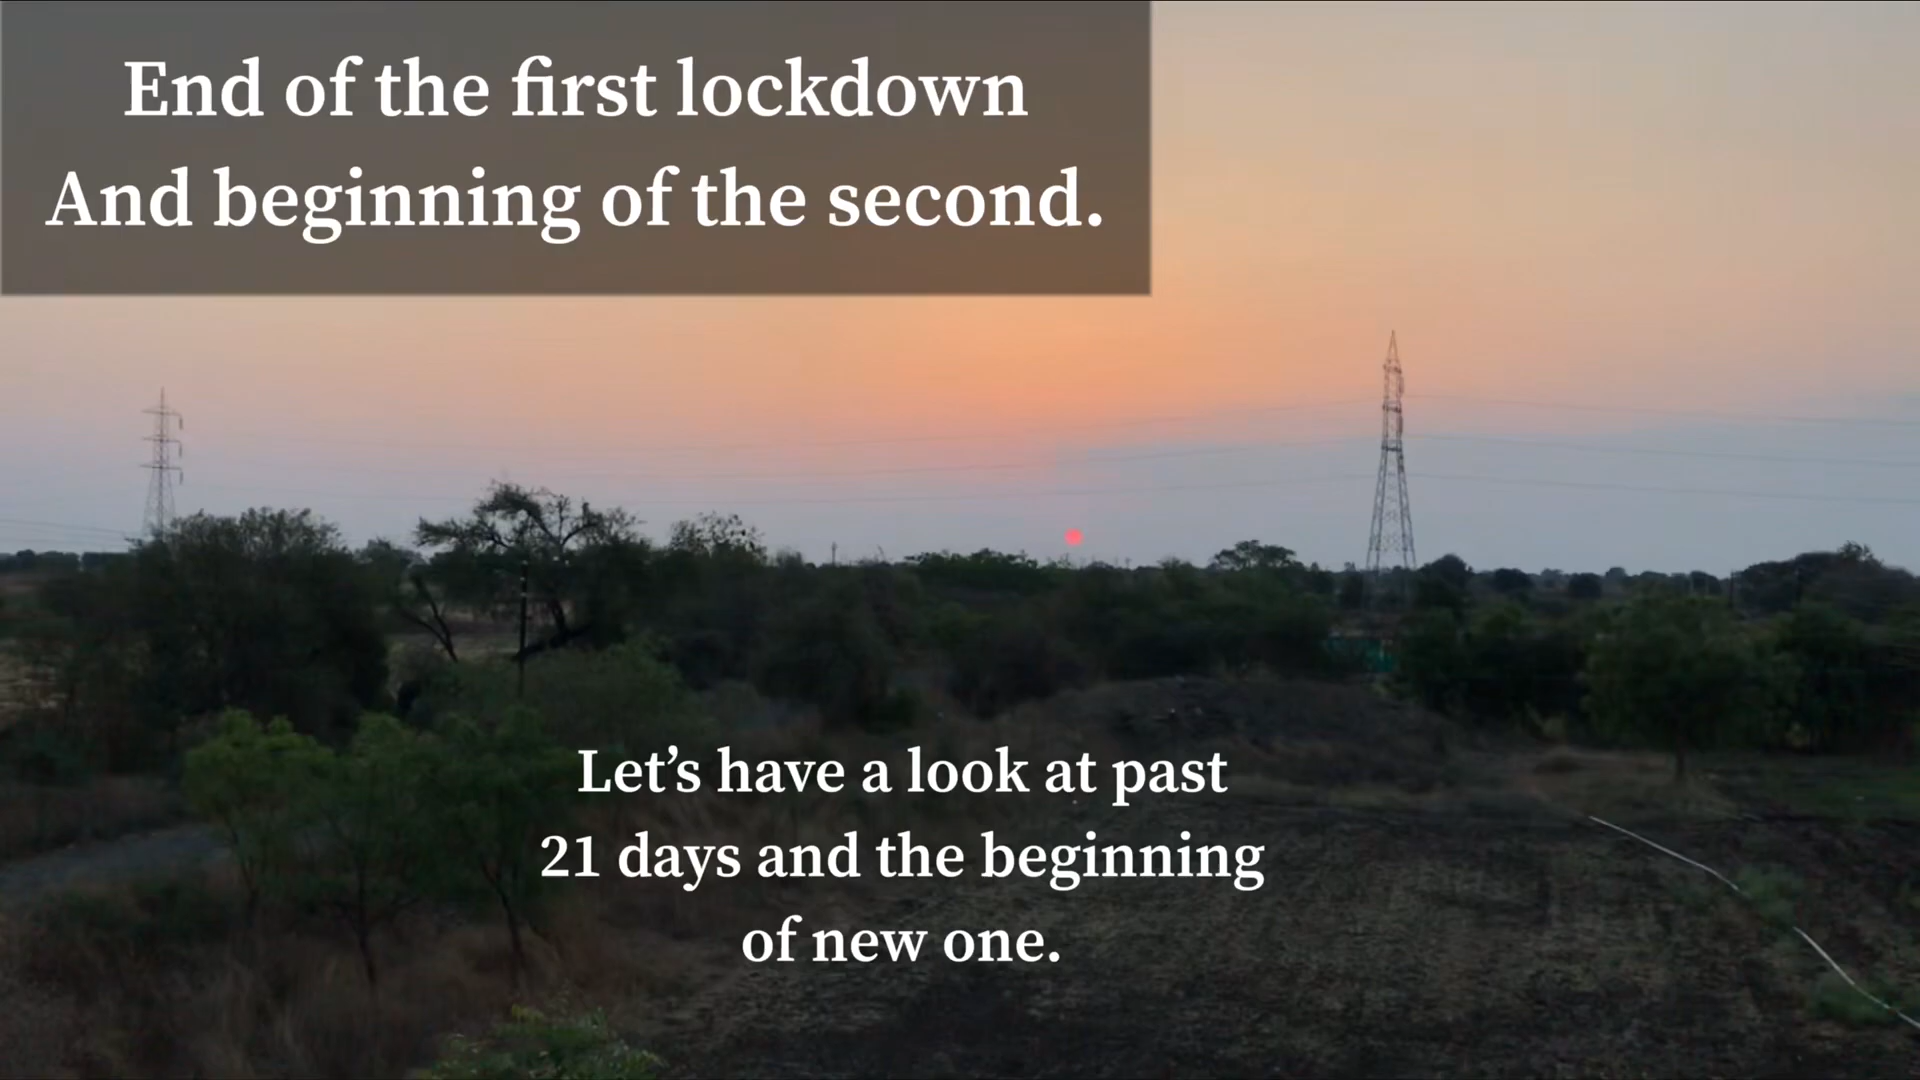 End of the first lockdown
And beginning of the second.
Let’s have a look at past
21 days and the beginning
of new one.